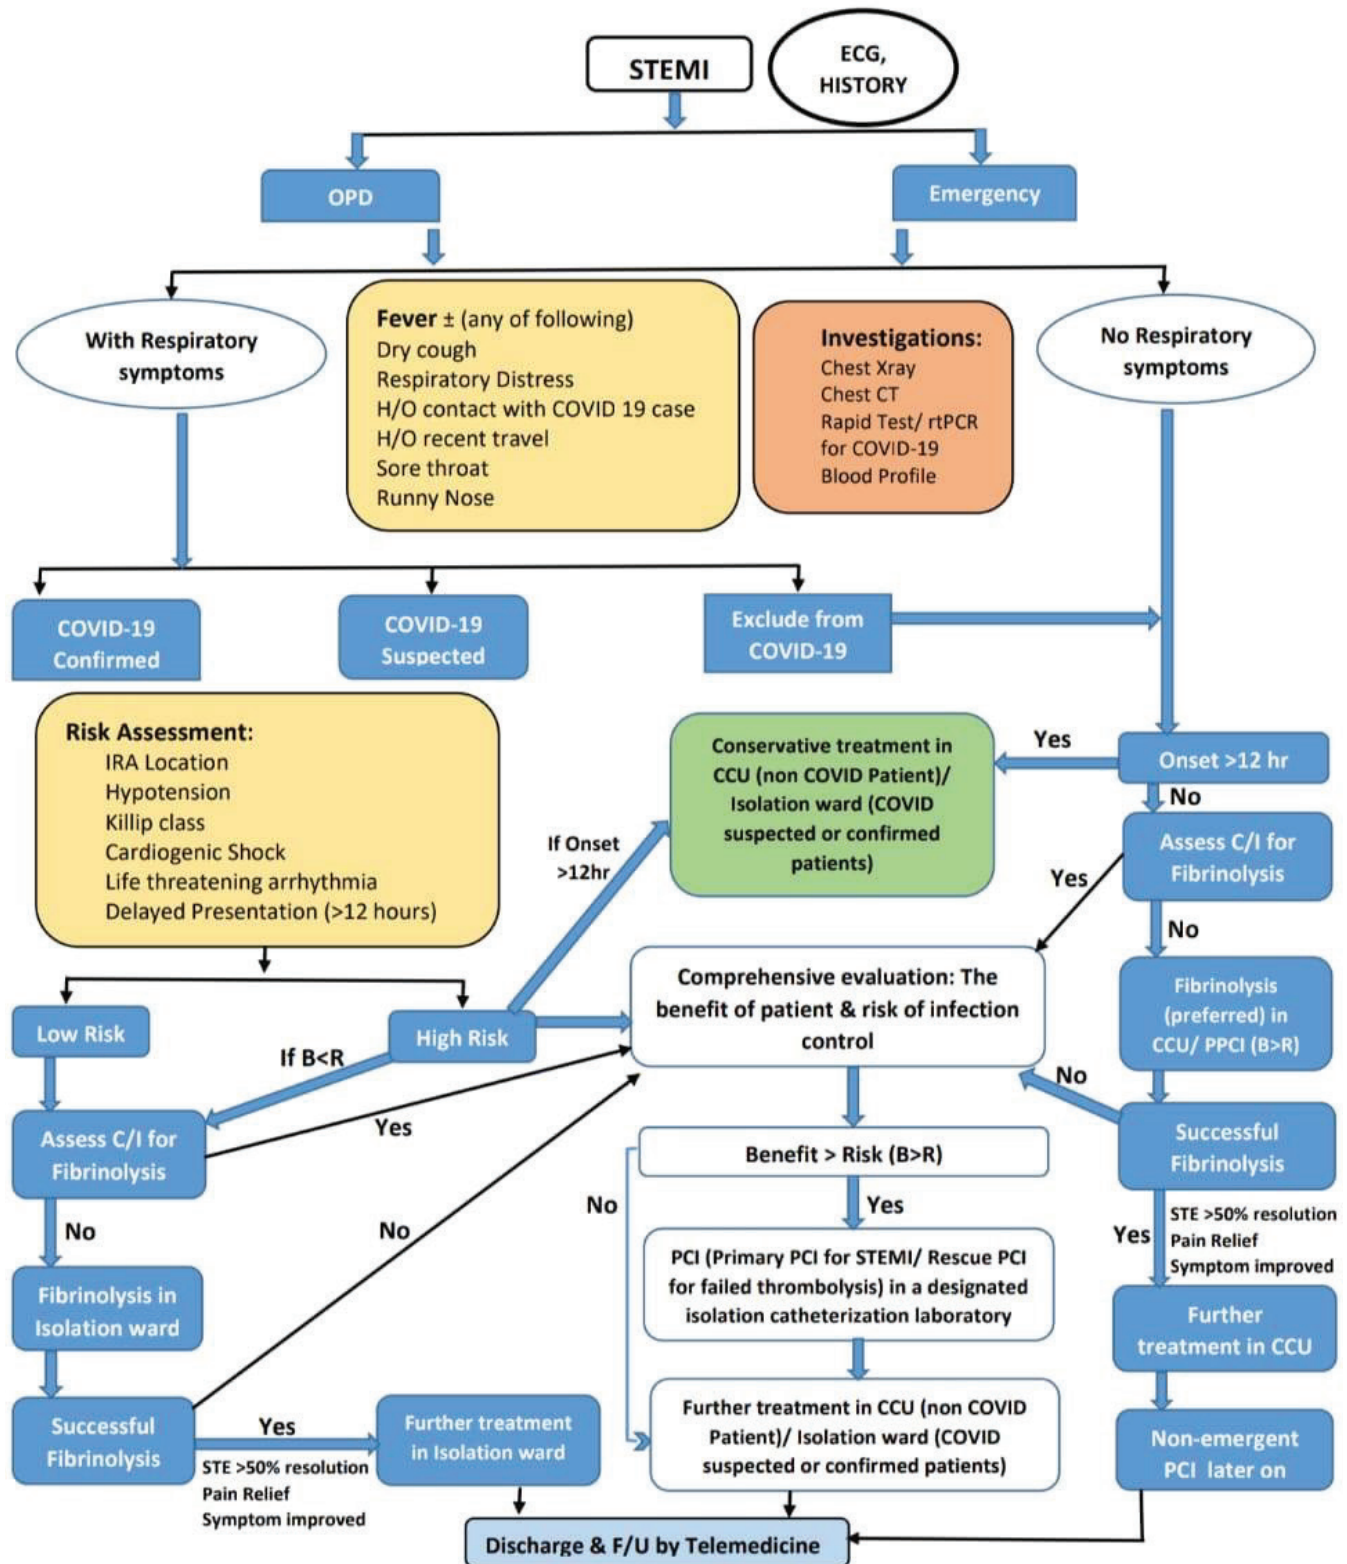 STEMI
ECG,
HISTORY
OPD
Emergency
With Respiratory
symptoms
Fever ± (any of following)
Dry cough
Respiratory Distress
H/O contact with COVID 19 case
H/O recent travel
Sore throat
Runny Nose
Investigations:
Chest Xray
Chest CT
Rapid Test/ rtPCR
for COVID-19
Blood Profile
No Respiratory
symptoms
COVID-19
Confirmed
COVID-19
Suspected
Exclude from
COVID-19
Risk Assessment:
IRA Location
Hypotension
Killip class
Cardiogenic Shock
Life threatening arrhythmia
Delayed Presentation (>12 hours)
Conservative treatment in
CCU (non COVID Patient)/
Isolation ward (COVID
suspected or confirmed
patients)
Yes
Onset >12 hr
No
If Onset
>12hr
Assess C/I for
Fibrinolysis
Yes
No
Low Risk
High Risk
If B<R
Comprehensive evaluation: The
benefit of patient & risk of infection
control
Fibrinolysis
(preferred) in
CCU/ PPCI (B>R)
No
Assess C/I for
Fibrinolysis
Yes
Benefit > Risk (B>R)
Successful
Fibrinolysis
No
No
No
Yes
Yes
STE >50% resolution
Pain Relief
Symptom improved
Fibrinolysis in
Isolation ward
PCI (Primary PCI for STEMI/ Rescue PCI
for failed thrombolysis) in a designated
isolation catheterization laboratory
Further
treatment in CCU
Successful
Fibrinolysis
Yes
STE >50% resolution
Pain Relief
Symptom improved
Further treatment
in Isolation ward
Further treatment in CCU (non COVID
Patient)/ Isolation ward (COVID
suspected or confirmed patients)
Non-emergent
PCI later on
Discharge & F/U by Telemedicine